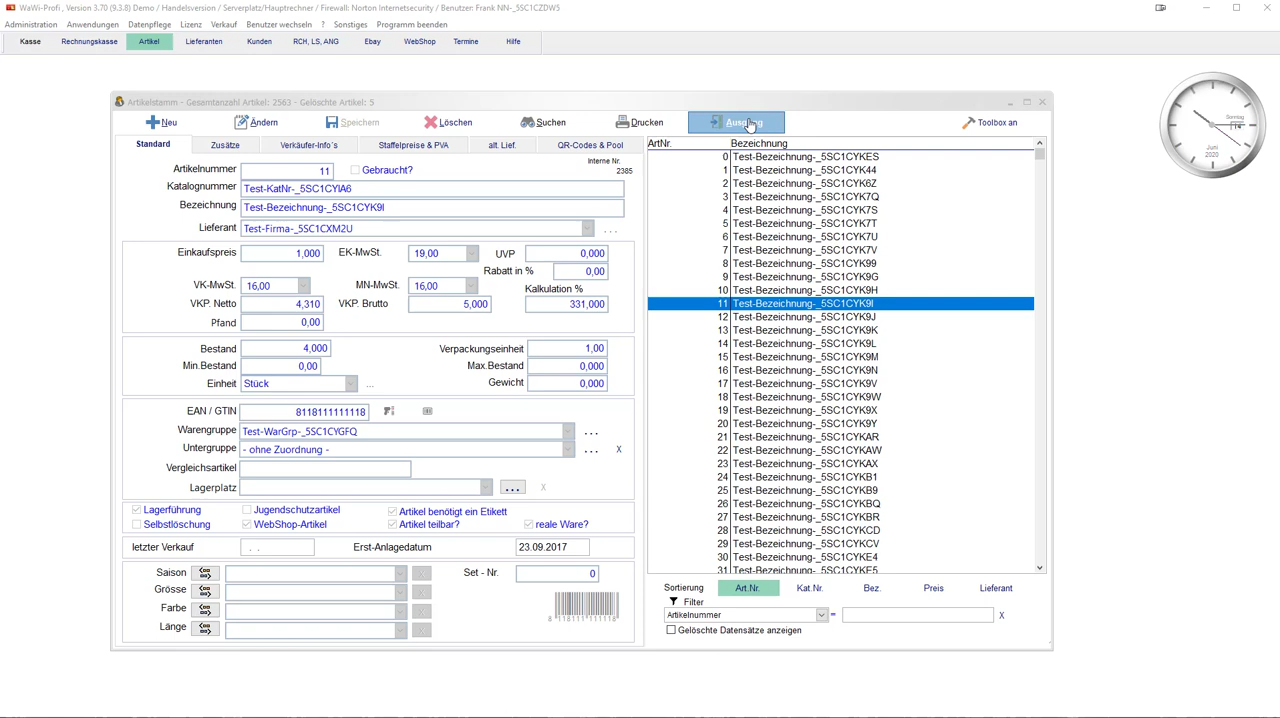 WaWi-Profi , Version 3.70 (9.3.8) Demo / Handelsversion / Serverplatz/Hauptrechner / Firewall: Norton Internetsecurity / Benutzer: Frank NN-_5SC1CZDW5
Administration Anwendungen Datenpflege Lizenz Verkauf Benutzer wechseln ? Sonstiges Programm beenden
Kasse Rechnungskasse Artikel Lieferanten Kunden RCH, LS, ANG Ebay WebShop Termine Hilfe
Artikelstamm - Gesamtanzahl Artikel: 2563 - Gelöschte Artikel: 5
Neu Ändern Speichern Löschen Suchen Drucken Toolbox an
Standard Zusätze Verkäufer-Info´s Staffelpreise & PVA alt. Lief. QR-Codes & Pool
Artikelnummer 11 Gebraucht? Interne Nr.
2385
Katalognummer Test-KatNr-_5SC1CYIA6
Bezeichnung Test-Bezeichnung-_5SC1CYK9I
Lieferant Test-Firma-_5SC1CXM2U ...
Einkaufspreis 1,000 EK-MwSt. 19,00 UVP 0,000
Rabatt in % 0,00
VK-MwSt. 16,00 MN-MwSt. 16,00 Kalkulation %
VKP. Netto 4,310 VKP. Brutto 5,000 331,000
Pfand 0,00
Bestand 4,000 Verpackungseinheit 1,00
Min.Bestand 0,00 Max.Bestand 0,000
Einheit Stück ... Gewicht 0,000
EAN / GTIN 8118111111118
Warengruppe Test-WarGrp-_5SC1CYGFQ ...
Untergruppe - ohne Zuordnung - ... X
Vergleichsartikel
Lagerplatz ... X
Lagerführung Jugendschutzartikel Artikel benötigt ein Etikett
Selbstlöschung WebShop-Artikel Artikel teilbar? reale Ware?
letzter Verkauf . . Erst-Anlagedatum 23.09.2017
Saison Set - Nr. 0
Grösse
Farbe
Länge
8 118111 111118
ArtNr. Bezeichnung
0 Test-Bezeichnung-_5SC1CYKES
1 Test-Bezeichnung-_5SC1CYK44
2 Test-Bezeichnung-_5SC1CYK6Z
3 Test-Bezeichnung-_5SC1CYK7Q
4 Test-Bezeichnung-_5SC1CYK7S
5 Test-Bezeichnung-_5SC1CYK7T
6 Test-Bezeichnung-_5SC1CYK7U
7 Test-Bezeichnung-_5SC1CYK7V
8 Test-Bezeichnung-_5SC1CYK99
9 Test-Bezeichnung-_5SC1CYK9G
10 Test-Bezeichnung-_5SC1CYK9H
11 Test-Bezeichnung-_5SC1CYK9I
12 Test-Bezeichnung-_5SC1CYK9J
13 Test-Bezeichnung-_5SC1CYK9K
14 Test-Bezeichnung-_5SC1CYK9L
15 Test-Bezeichnung-_5SC1CYK9M
16 Test-Bezeichnung-_5SC1CYK9N
17 Test-Bezeichnung-_5SC1CYK9V
18 Test-Bezeichnung-_5SC1CYK9W
19 Test-Bezeichnung-_5SC1CYK9X
20 Test-Bezeichnung-_5SC1CYK9Y
21 Test-Bezeichnung-_5SC1CYKAR
22 Test-Bezeichnung-_5SC1CYKAW
23 Test-Bezeichnung-_5SC1CYKAX
24 Test-Bezeichnung-_5SC1CYKB1
25 Test-Bezeichnung-_5SC1CYKB9
26 Test-Bezeichnung-_5SC1CYKBQ
27 Test-Bezeichnung-_5SC1CYKBR
28 Test-Bezeichnung-_5SC1CYKCD
29 Test-Bezeichnung-_5SC1CYKCV
30 Test-Bezeichnung-_5SC1CYKE4
31 Test-Bezeichnung-_5SC1CYKE5
Sortierung Art.Nr. Kat.Nr. Bez. Preis Lieferant
Filter
Artikelnummer = X
Gelöschte Datensätze anzeigen
Sonntag
Juni
2020